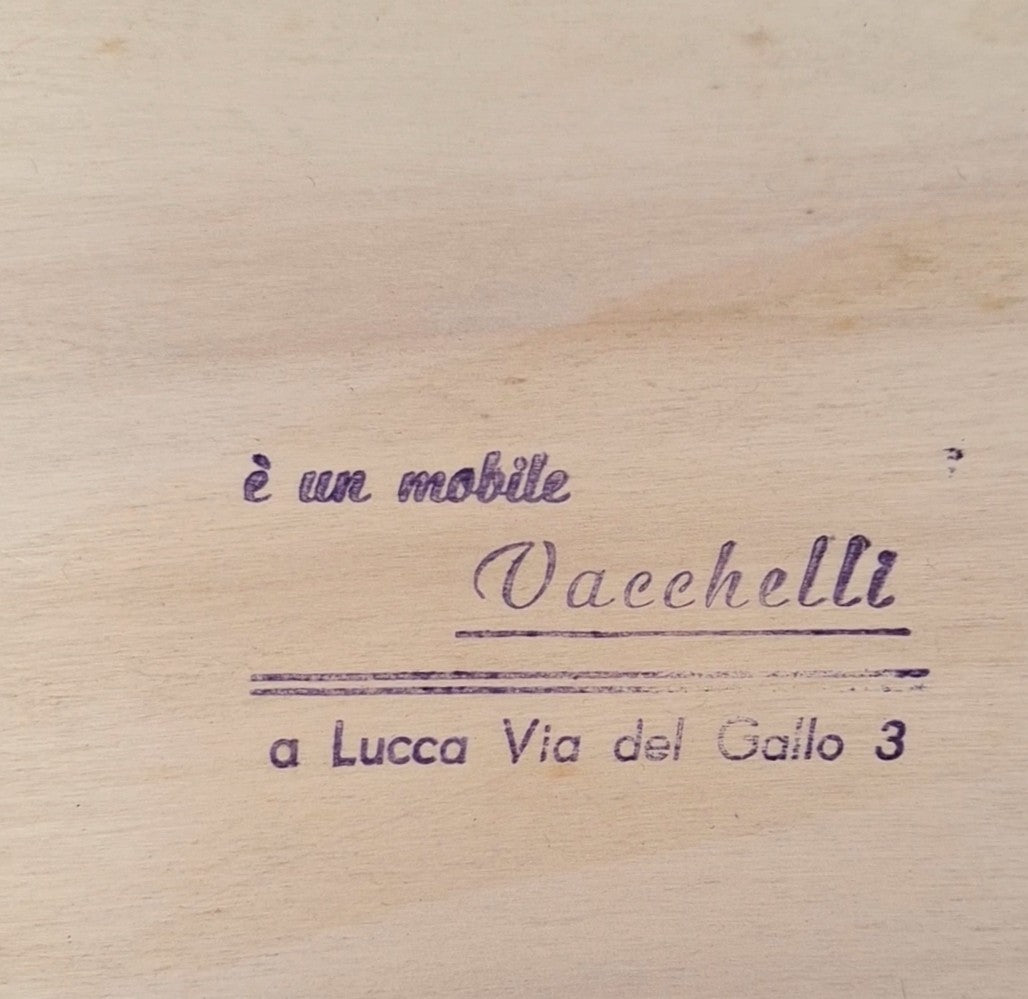 è un mobile
Vacchelli
a Lucca Via del Gallo 3